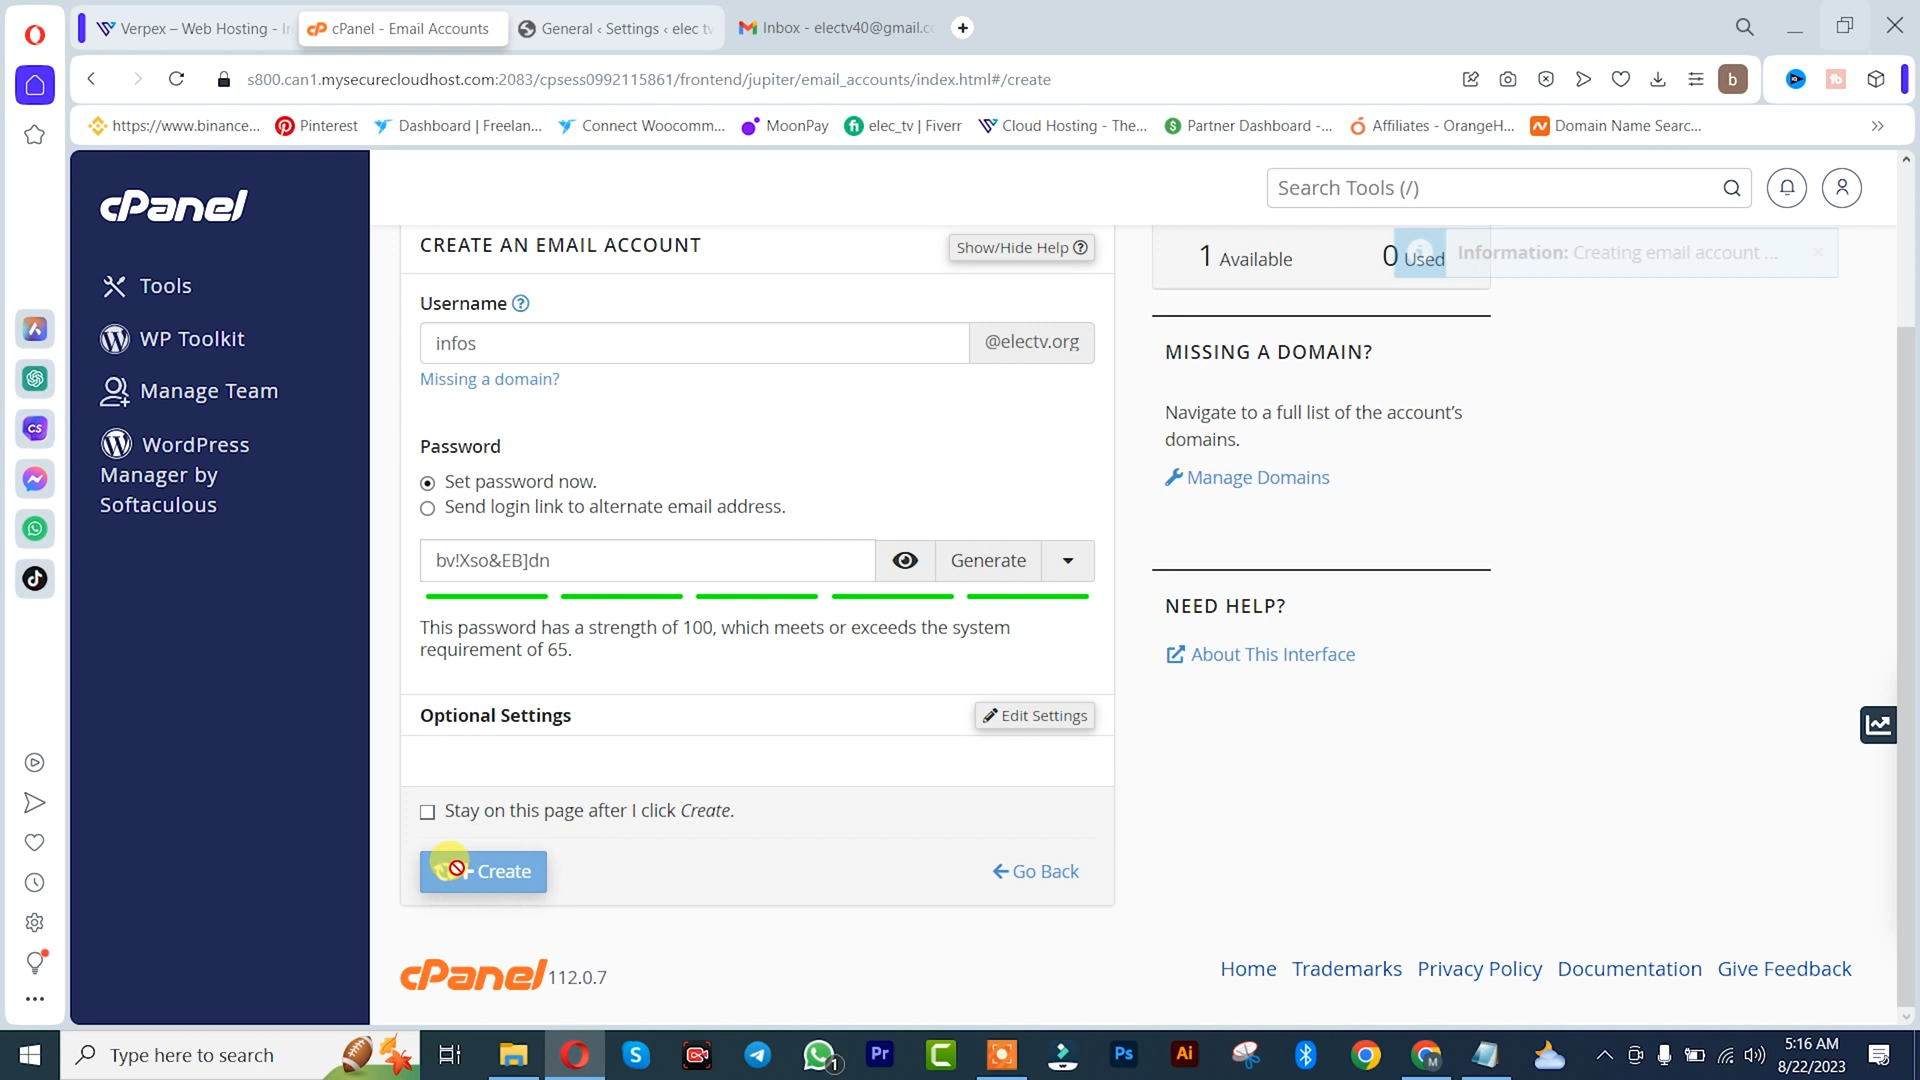 Verpex – Web Hosting - I
cPanel - Email Accounts
General ‹ Settings ‹ elec tv
Inbox - electv40@gmail.c
s800.can1.mysecurecloudhost.com:2083/cpsess0992115861/frontend/jupiter/email_accounts/index.html#/create
b
https://www.binance...
Pinterest
Dashboard | Freelan...
Connect Woocomm...
MoonPay
elec_tv | Fiverr
Cloud Hosting - The...
Partner Dashboard -...
Affiliates - OrangeH...
Domain Name Searc...
cPanel
Search Tools (/)
Tools
WP Toolkit
Manage Team
WordPress
Manager by
Softaculous
CREATE AN EMAIL ACCOUNT
Show/Hide Help
1 Available
0 Used
Information: Creating email account ...
Username
infos
@electv.org
Missing a domain?
Password
Set password now.
Send login link to alternate email address.
bv!Xso&EB]dn
Generate
This password has a strength of 100, which meets or exceeds the system
requirement of 65.
Optional Settings
Edit Settings
Stay on this page after I click Create.
Create
Go Back
MISSING A DOMAIN?
Navigate to a full list of the account’s
domains.
Manage Domains
NEED HELP?
About This Interface
cPanel 112.0.7
Home
Trademarks
Privacy Policy
Documentation
Give Feedback
CS
Type here to search
1
Pr
Ps
Ai
M
5:16 AM
8/22/2023